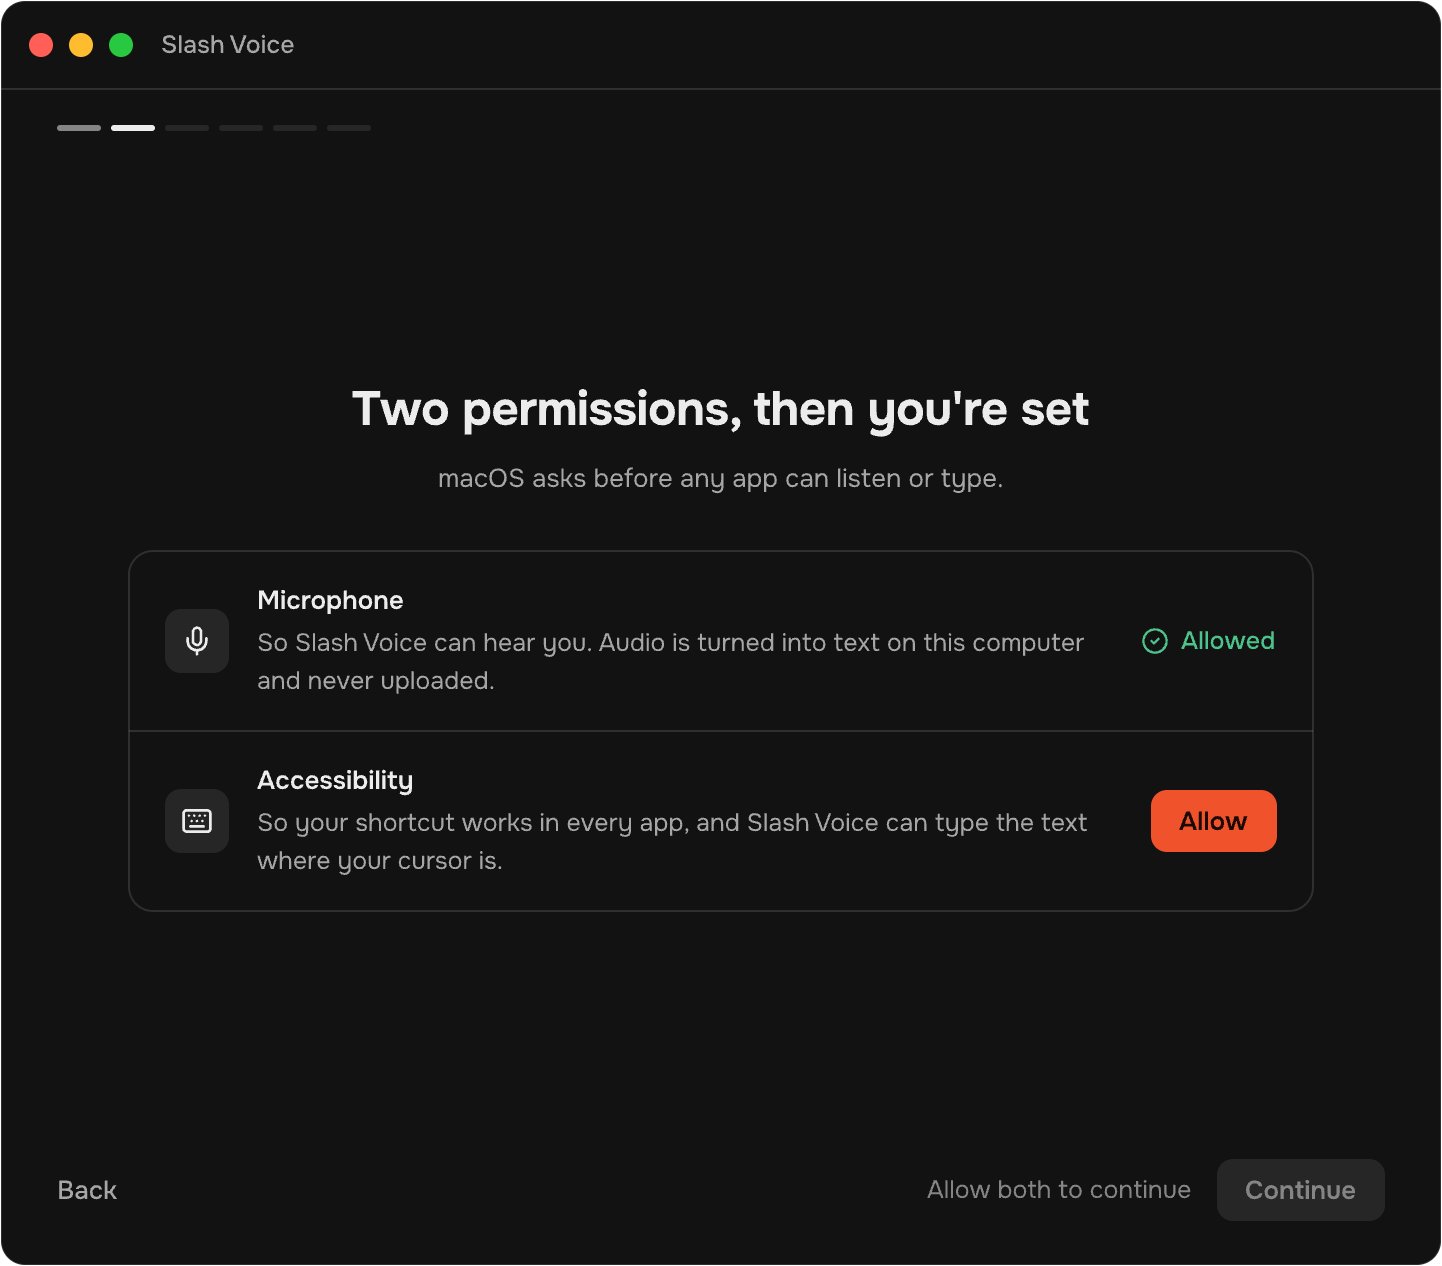 Slash Voice
Two permissions, then you're set
macOS asks before any app can listen or type.
Microphone
So Slash Voice can hear you. Audio is turned into text on this computer
and never uploaded.
Allowed
Accessibility
So your shortcut works in every app, and Slash Voice can type the text
where your cursor is.
Allow
Back
Allow both to continue
Continue